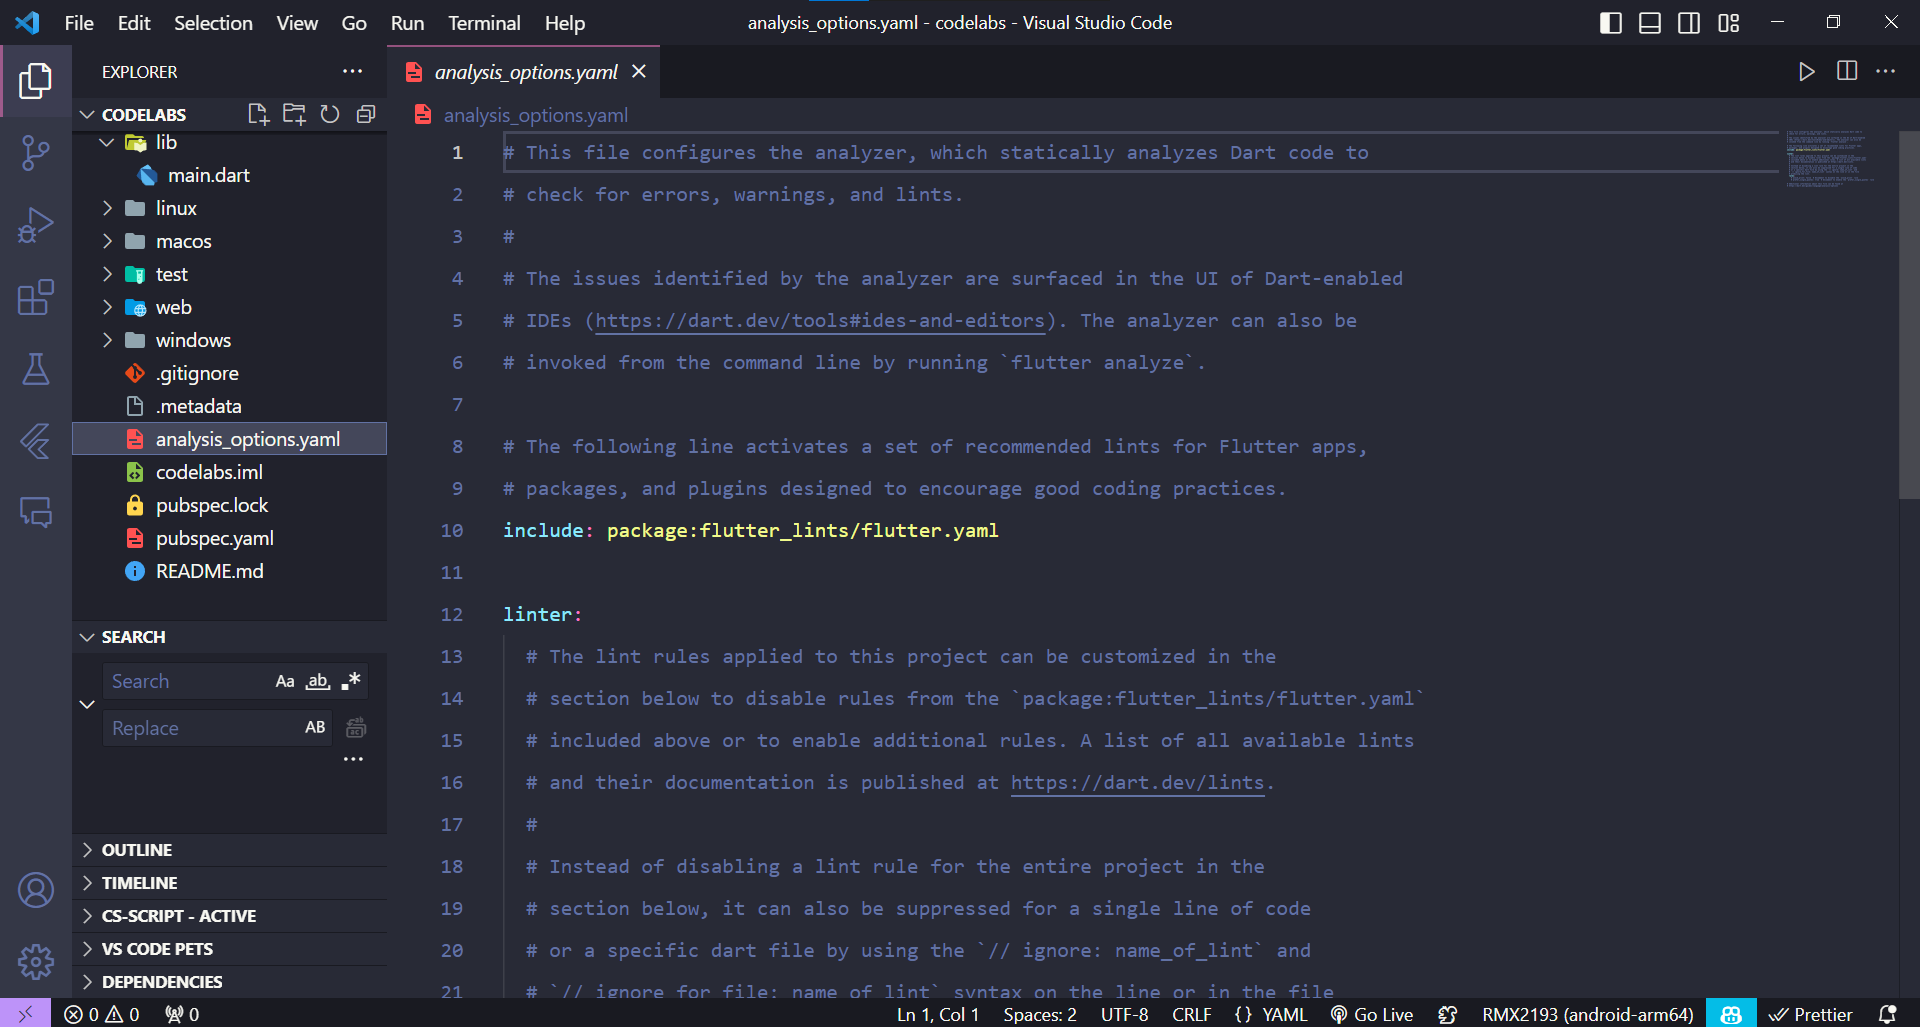 File Edit Selection View Go Run Terminal Help
analysis_options.yaml - codelabs - Visual Studio Code
EXPLORER
CODELABS
lib
main.dart
linux
macos
test
web
windows
.gitignore
.metadata
analysis_options.yaml
codelabs.iml
pubspec.lock
pubspec.yaml
README.md
SEARCH
Search Aa ab .*
Replace AB
OUTLINE
TIMELINE
CS-SCRIPT - ACTIVE
VS CODE PETS
DEPENDENCIES
analysis_options.yaml
analysis_options.yaml
1 # This file configures the analyzer, which statically analyzes Dart code to
2 # check for errors, warnings, and lints.
3 #
4 # The issues identified by the analyzer are surfaced in the UI of Dart-enabled
5 # IDEs (https://dart.dev/tools#ides-and-editors). The analyzer can also be
6 # invoked from the command line by running `flutter analyze`.
7
8 # The following line activates a set of recommended lints for Flutter apps,
9 # packages, and plugins designed to encourage good coding practices.
10 include: package:flutter_lints/flutter.yaml
11
12 linter:
13 # The lint rules applied to this project can be customized in the
14 # section below to disable rules from the `package:flutter_lints/flutter.yaml`
15 # included above or to enable additional rules. A list of all available lints
16 # and their documentation is published at https://dart.dev/lints.
17 #
18 # Instead of disabling a lint rule for the entire project in the
19 # section below, it can also be suppressed for a single line of code
20 # or a specific dart file by using the `// ignore: name_of_lint` and
21 # `// ignore_for_file: name_of_lint` syntax on the line or in the file
0 0 0 Ln 1, Col 1 Spaces: 2 UTF-8 CRLF {} YAML Go Live RMX2193 (android-arm64) Prettier